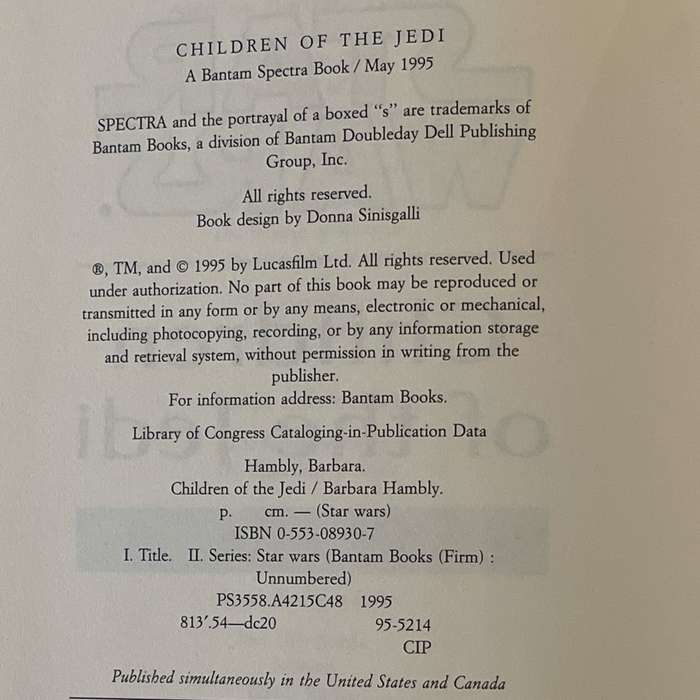 CHILDREN OF THE JEDI
A Bantam Spectra Book / May 1995
SPECTRA and the portrayal of a boxed “s” are trademarks of
Bantam Books, a division of Bantam Doubleday Dell Publishing
Group, Inc.
All rights reserved.
Book design by Donna Sinisgalli
®, TM, and © 1995 by Lucasfilm Ltd. All rights reserved. Used
under authorization. No part of this book may be reproduced or
transmitted in any form or by any means, electronic or mechanical,
including photocopying, recording, or by any information storage
and retrieval system, without permission in writing from the
publisher.
For information address: Bantam Books.
Library of Congress Cataloging-in-Publication Data
Hambly, Barbara.
Children of the Jedi / Barbara Hambly.
p. cm. — (Star wars)
ISBN 0-553-08930-7
I. Title. II. Series: Star wars (Bantam Books (Firm) :
Unnumbered)
PS3558.A4215C48 1995
813′.54—dc20 95-5214
CIP
Published simultaneously in the United States and Canada